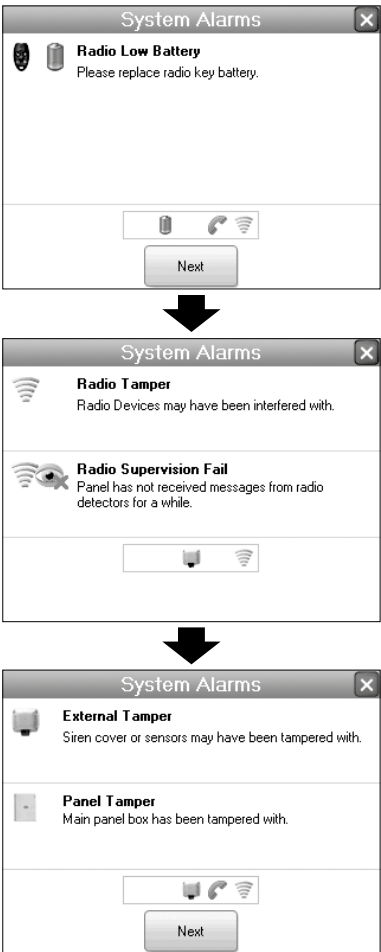 System Alarms
Radio Low Battery
Please replace radio key battery.
Next
System Alarms
Radio Tamper
Radio Devices may have been interfered with.
Radio Supervision Fail
Panel has not received messages from radio
detectors for a while.
System Alarms
External Tamper
Siren cover or sensors may have been tampered with.
Panel Tamper
Main panel box has been tampered with.
Next